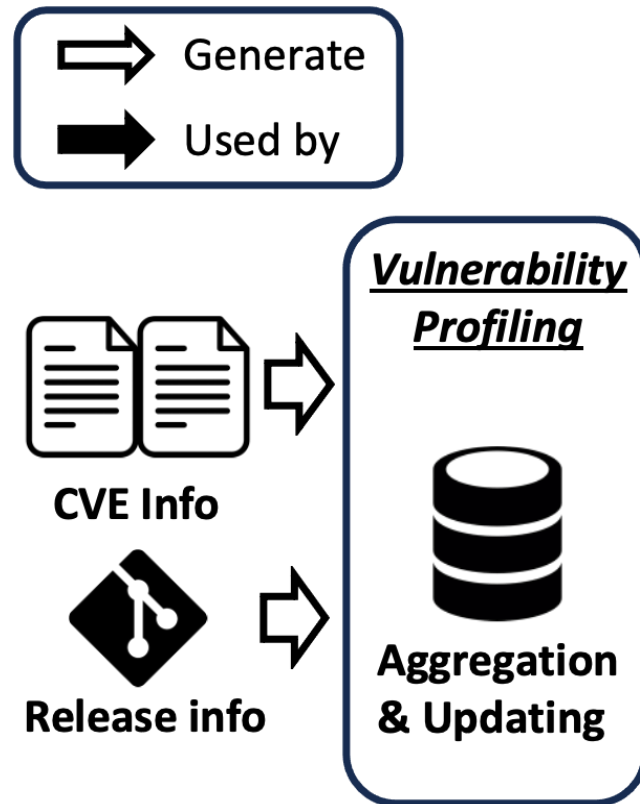 Generate
Used by
Vulnerability
Profiling
CVE Info
Release info
Aggregation
& Updating